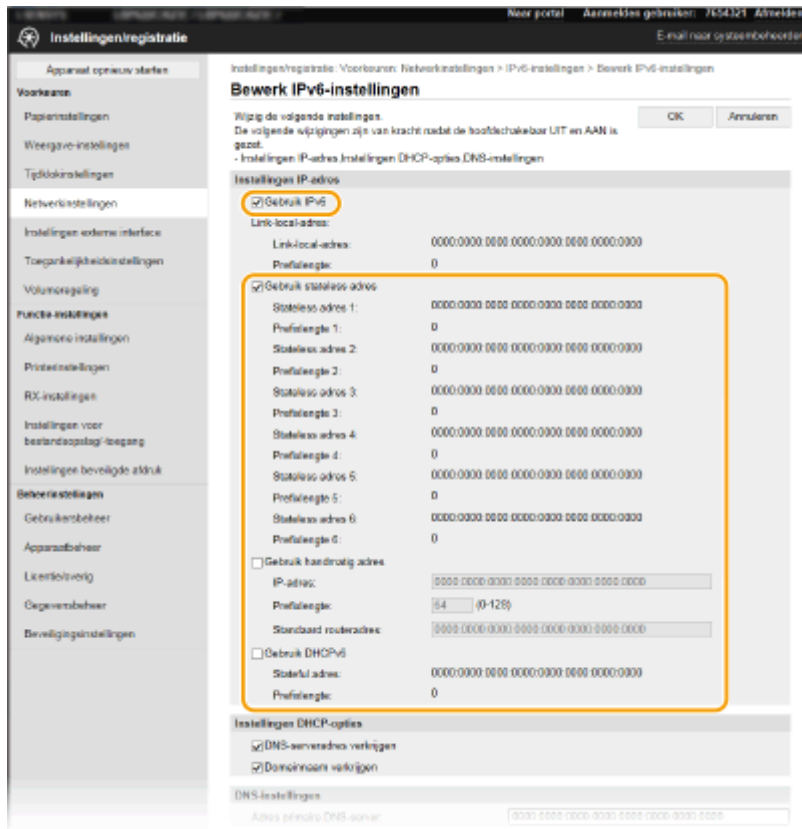 Naar portal Aanmelden gebruiker: 7654321 Afmelden
Instellingen/registratie
E-mail naar systeembeheerder
Apparaat opnieuw starten
Voorkeuren
Papierinstellingen
Weergave-instellingen
Tijdklokinstellingen
Netwerkinstellingen
Instellingen externe interface
Toegankelijkheidsinstellingen
Volumeregeling
Functie-instellingen
Algemene instellingen
Printerinstellingen
RX-instellingen
Instellingen voor
bestandsopslag/-toegang
Instellingen beveiligde afdruk
Beheerinstellingen
Gebruikersbeheer
Apparaatbeheer
Licentie/overig
Gegevensbeheer
Beveiligingsinstellingen
Instellingen/registratie: Voorkeuren: Netwerkinstellingen > IPv6-instellingen > Bewerk IPv6-instellingen
Bewerk IPv6-instellingen
Wijzig de volgende instellingen.
De volgende wijzigingen zijn van kracht nadat de hoofdschakelaar UIT en AAN is
gezet.
- Instellingen IP-adres,Instellingen DHCP-opties,DNS-instellingen
OK Annuleren
Instellingen IP-adres
Gebruik IPv6
Link-local-adres:
Link-local-adres: 0000:0000:0000:0000:0000:0000:0000:0000
Prefixlengte: 0
Gebruik stateless adres
Stateless adres 1: 0000:0000:0000:0000:0000:0000:0000:0000
Prefixlengte 1: 0
Stateless adres 2: 0000:0000:0000:0000:0000:0000:0000:0000
Prefixlengte 2: 0
Stateless adres 3: 0000:0000:0000:0000:0000:0000:0000:0000
Prefixlengte 3: 0
Stateless adres 4: 0000:0000:0000:0000:0000:0000:0000:0000
Prefixlengte 4: 0
Stateless adres 5: 0000:0000:0000:0000:0000:0000:0000:0000
Prefixlengte 5: 0
Stateless adres 6: 0000:0000:0000:0000:0000:0000:0000:0000
Prefixlengte 6: 0
Gebruik handmatig adres
IP-adres: 0000:0000:0000:0000:0000:0000:0000:0000
Prefixlengte: 64 (0-128)
Standaard routeradres: 0000:0000:0000:0000:0000:0000:0000:0000
Gebruik DHCPv6
Stateful adres: 0000:0000:0000:0000:0000:0000:0000:0000
Prefixlengte: 0
Instellingen DHCP-opties
DNS-serveradres verkrijgen
Domeinnaam verkrijgen
DNS-instellingen
Adres primaire DNS-server: 0000:0000:0000:0000:0000:0000:0000:0000